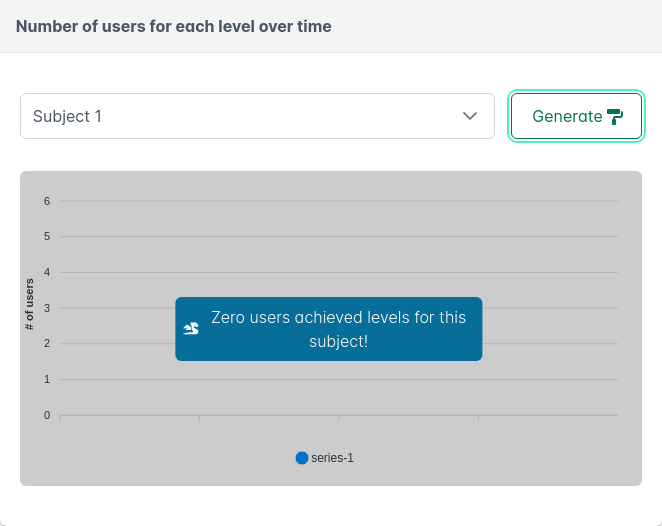 Number of users for each level over time
Subject 1
Generate
6
5
4
3
2
1
0
# of users
Zero users achieved levels for this
subject!
series-1